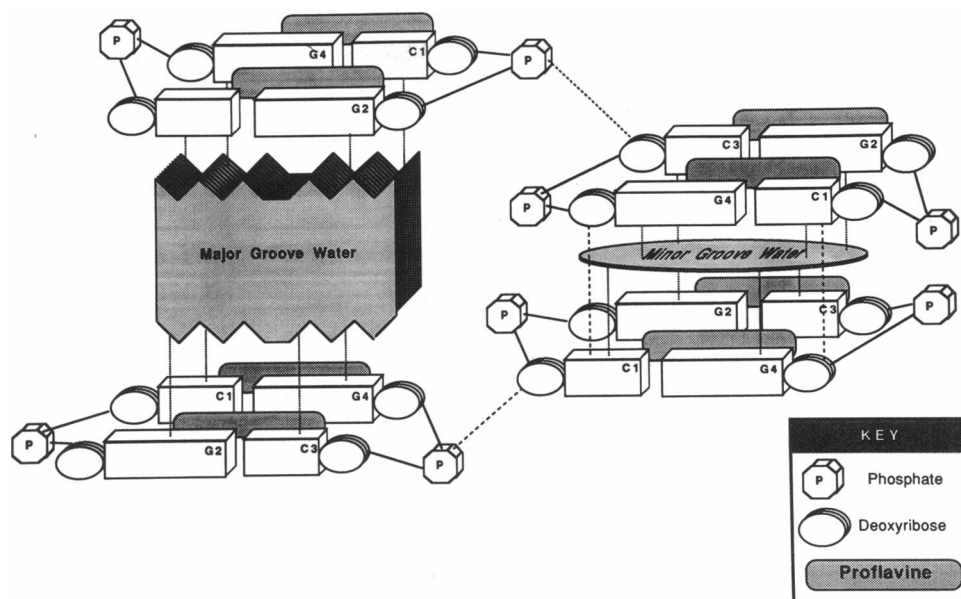 P
G4
C1
P
G2
C3
G2
P
G4
C1
P
Major Groove Water
Minor Groove Water
P
G2
C3
P
C1
G4
C1
G4
P
G2
C3
P
KEY
P Phosphate
Deoxyribose
Proflavine